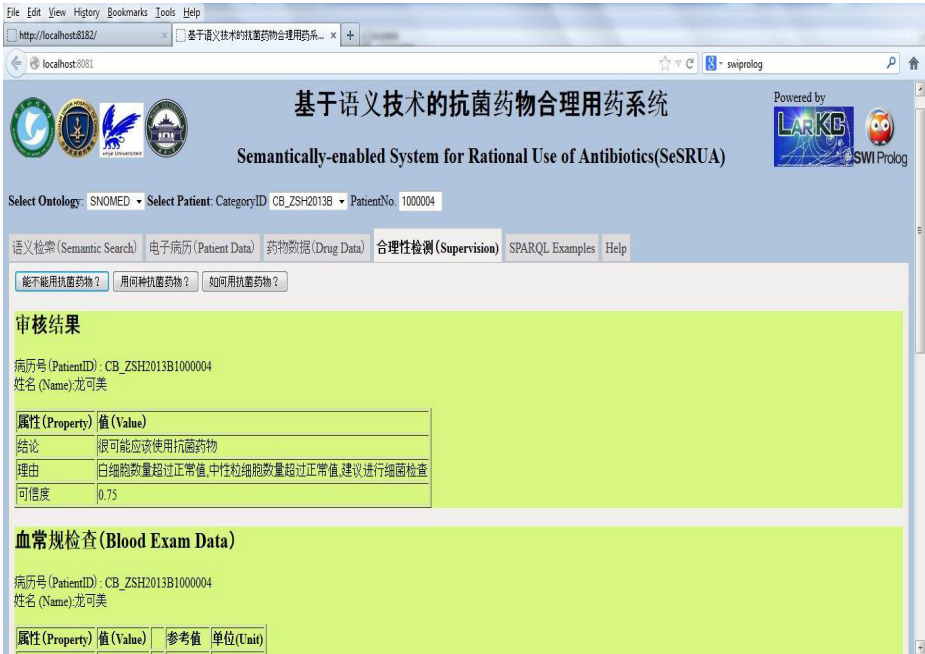 File Edit View History Bookmarks Tools Help
http://localhost:8182/ × 基于语义技术的抗菌药物合理用药系... × +
localhost:8081 swiprolog
基于语义技术的抗菌药物合理用药系统
Semantically-enabled System for Rational Use of Antibiotics(SeSRUA)
Powered by
LARKC
SWI Prolog
Select Ontology: SNOMED Select Patient: CategoryID CB_ZSH2013B PatientNo. 1000004
语义检索(Semantic Search) 电子病历(Patient Data) 药物数据(Drug Data) 合理性检测(Supervision) SPARQL Examples Help
能不能用抗菌药物？ 用何种抗菌药物？ 如何用抗菌药物？
审核结果
病历号(PatientID) : CB_ZSH2013B1000004
姓名 (Name):龙可美
属性(Property) 值(Value)
结论 很可能应该使用抗菌药物
理由 白细胞数量超过正常值,中性粒细胞数量超过正常值,建议进行细菌检查
可信度 0.75
血常规检查(Blood Exam Data)
病历号(PatientID) : CB_ZSH2013B1000004
姓名 (Name):龙可美
属性(Property) 值(Value) 参考值 单位(Unit)